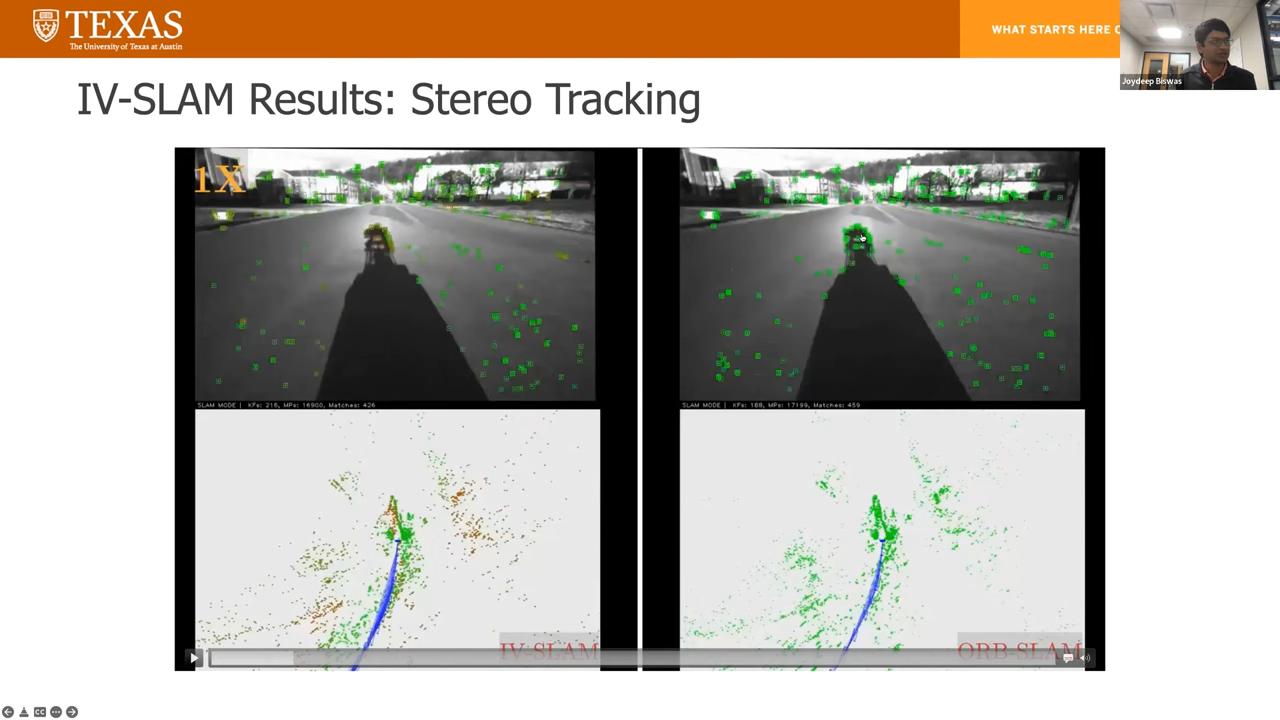 TEXAS
The University of Texas at Austin
WHAT STARTS HERE
Joydeep Biswas
IV-SLAM Results: Stereo Tracking
1X
SLAM MODE | KFs: 216, MPs: 16900, Matches: 426
SLAM MODE | KFs: 188, MPs: 17199, Matches: 459
IV-SLAM
ORB-SLAM
CC